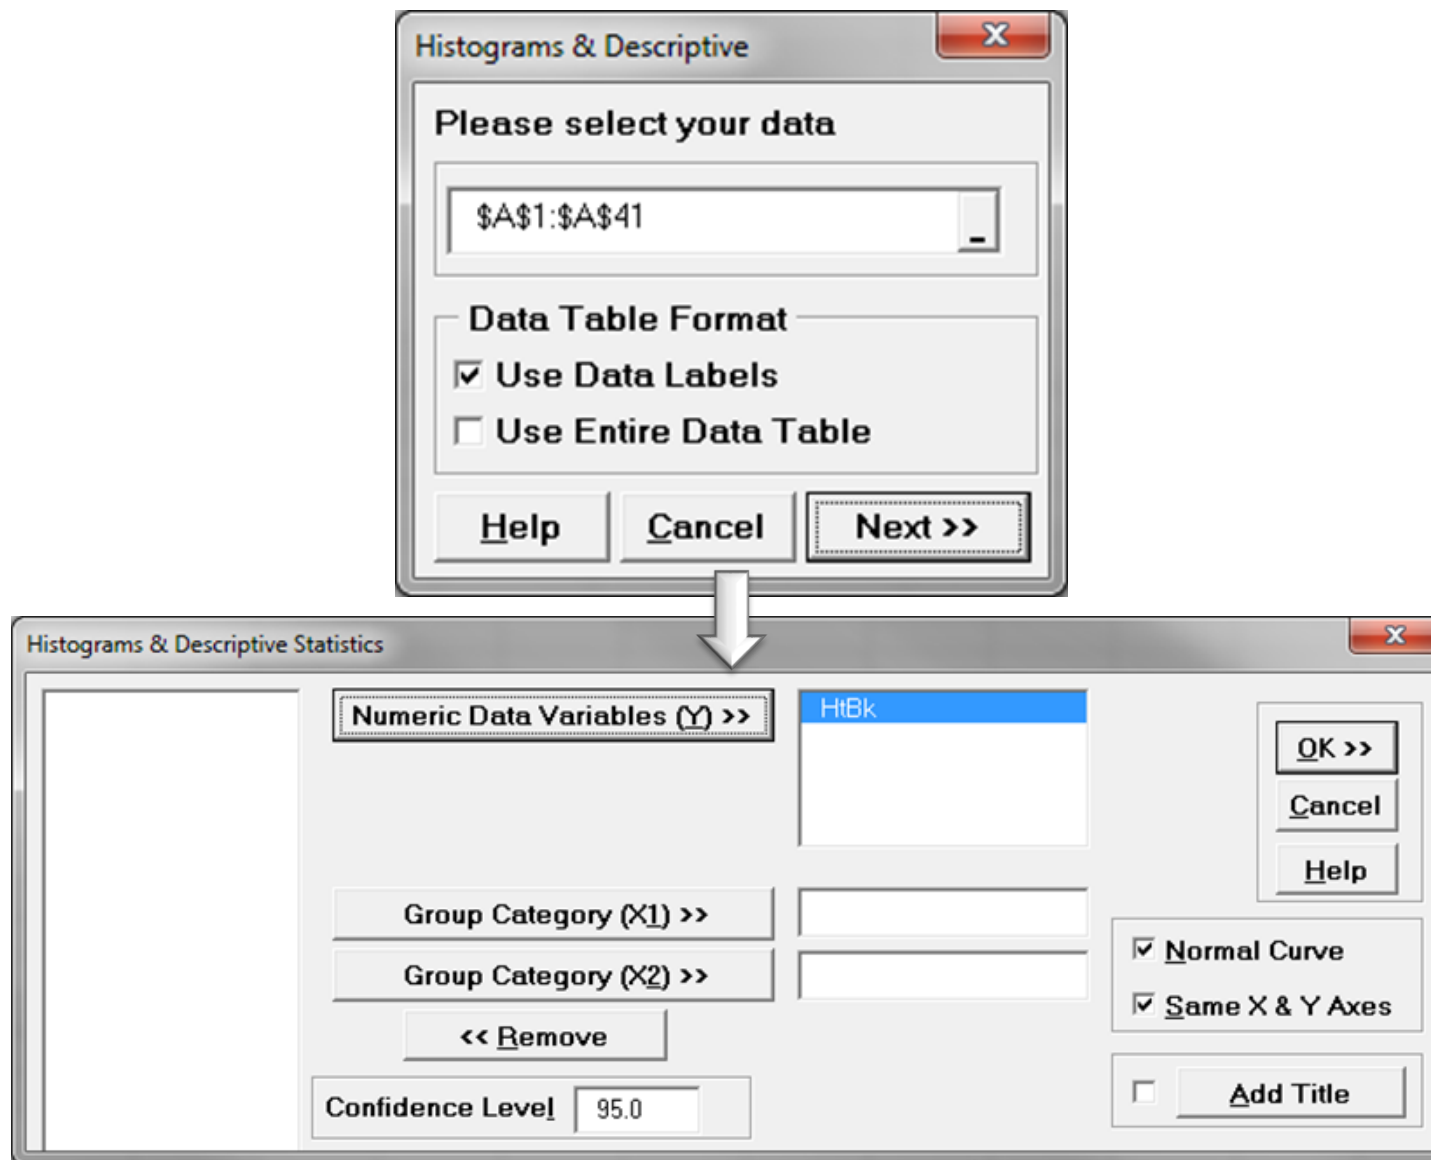 Histograms & Descriptive
Please select your data
$A$1:$A$41
Data Table Format
Use Data Labels
Use Entire Data Table
Help Cancel Next >>
Histograms & Descriptive Statistics
Numeric Data Variables (Y) >> HtBk
OK >>
Cancel
Help
Group Category (X1) >>
Group Category (X2) >>
<< Remove
Normal Curve
Same X & Y Axes
Confidence Level 95.0
Add Title